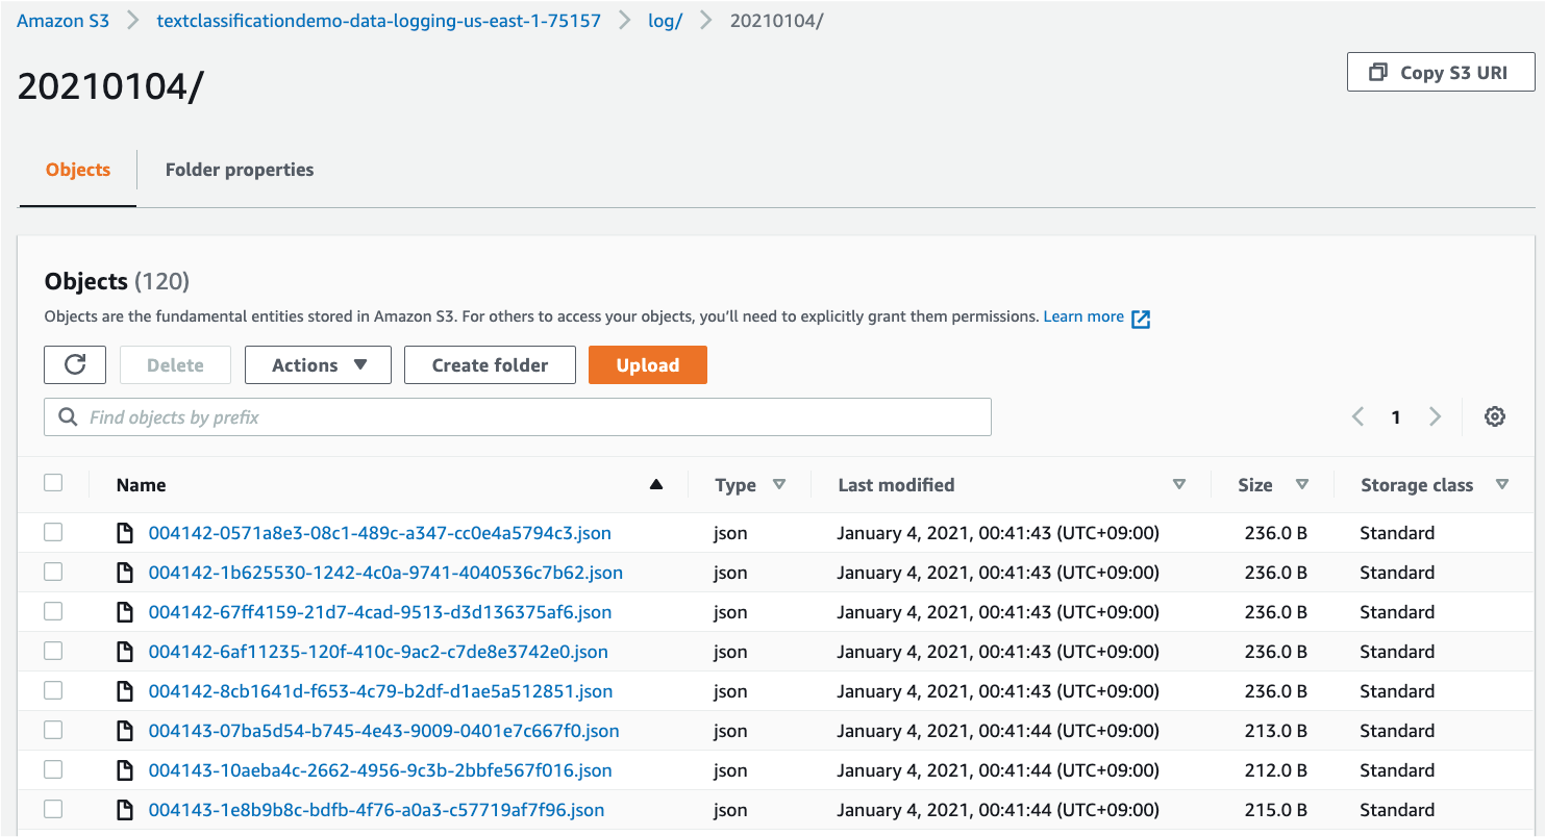 Amazon S3 > textclassificationdemo-data-logging-us-east-1-75157 > log/ > 20210104/
20210104/
Copy S3 URI
Objects Folder properties
Objects (120)
Objects are the fundamental entities stored in Amazon S3. For others to access your objects, you'll need to explicitly grant them permissions. Learn more
Delete Actions Create folder Upload
Find objects by prefix 1
Name Type Last modified Size Storage class
004142-0571a8e3-08c1-489c-a347-cc0e4a5794c3.json json January 4, 2021, 00:41:43 (UTC+09:00) 236.0 B Standard
004142-1b625530-1242-4c0a-9741-4040536c7b62.json json January 4, 2021, 00:41:43 (UTC+09:00) 236.0 B Standard
004142-67ff4159-21d7-4cad-9513-d3d136375af6.json json January 4, 2021, 00:41:43 (UTC+09:00) 236.0 B Standard
004142-6af11235-120f-410c-9ac2-c7de8e3742e0.json json January 4, 2021, 00:41:43 (UTC+09:00) 236.0 B Standard
004142-8cb1641d-f653-4c79-b2df-d1ae5a512851.json json January 4, 2021, 00:41:43 (UTC+09:00) 236.0 B Standard
004143-07ba5d54-b745-4e43-9009-0401e7c667f0.json json January 4, 2021, 00:41:44 (UTC+09:00) 213.0 B Standard
004143-10aeba4c-2662-4956-9c3b-2bbfe567f016.json json January 4, 2021, 00:41:44 (UTC+09:00) 212.0 B Standard
004143-1e8b9b8c-bdfb-4f76-a0a3-c57719af7f96.json json January 4, 2021, 00:41:44 (UTC+09:00) 215.0 B Standard